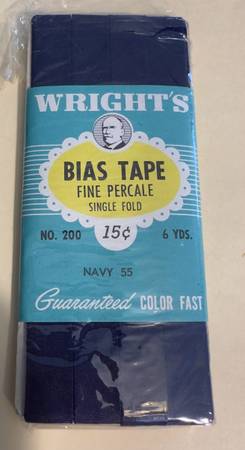 WRIGHT'S
BIAS TAPE
FINE PERCALE
SINGLE FOLD
NO. 200 15¢ 6 YDS.
NAVY 55
Guaranteed COLOR FAST